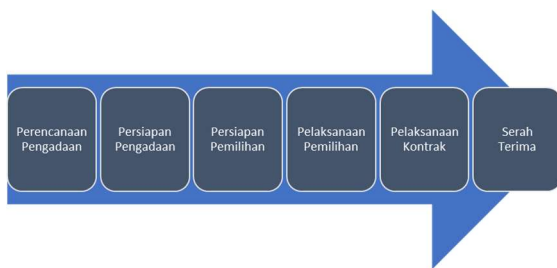 Perencanaan
Pengadaan
Persiapan
Pengadaan
Persiapan
Pemilihan
Pelaksanaan
Pemilihan
Pelaksanaan
Kontrak
Serah
Terima